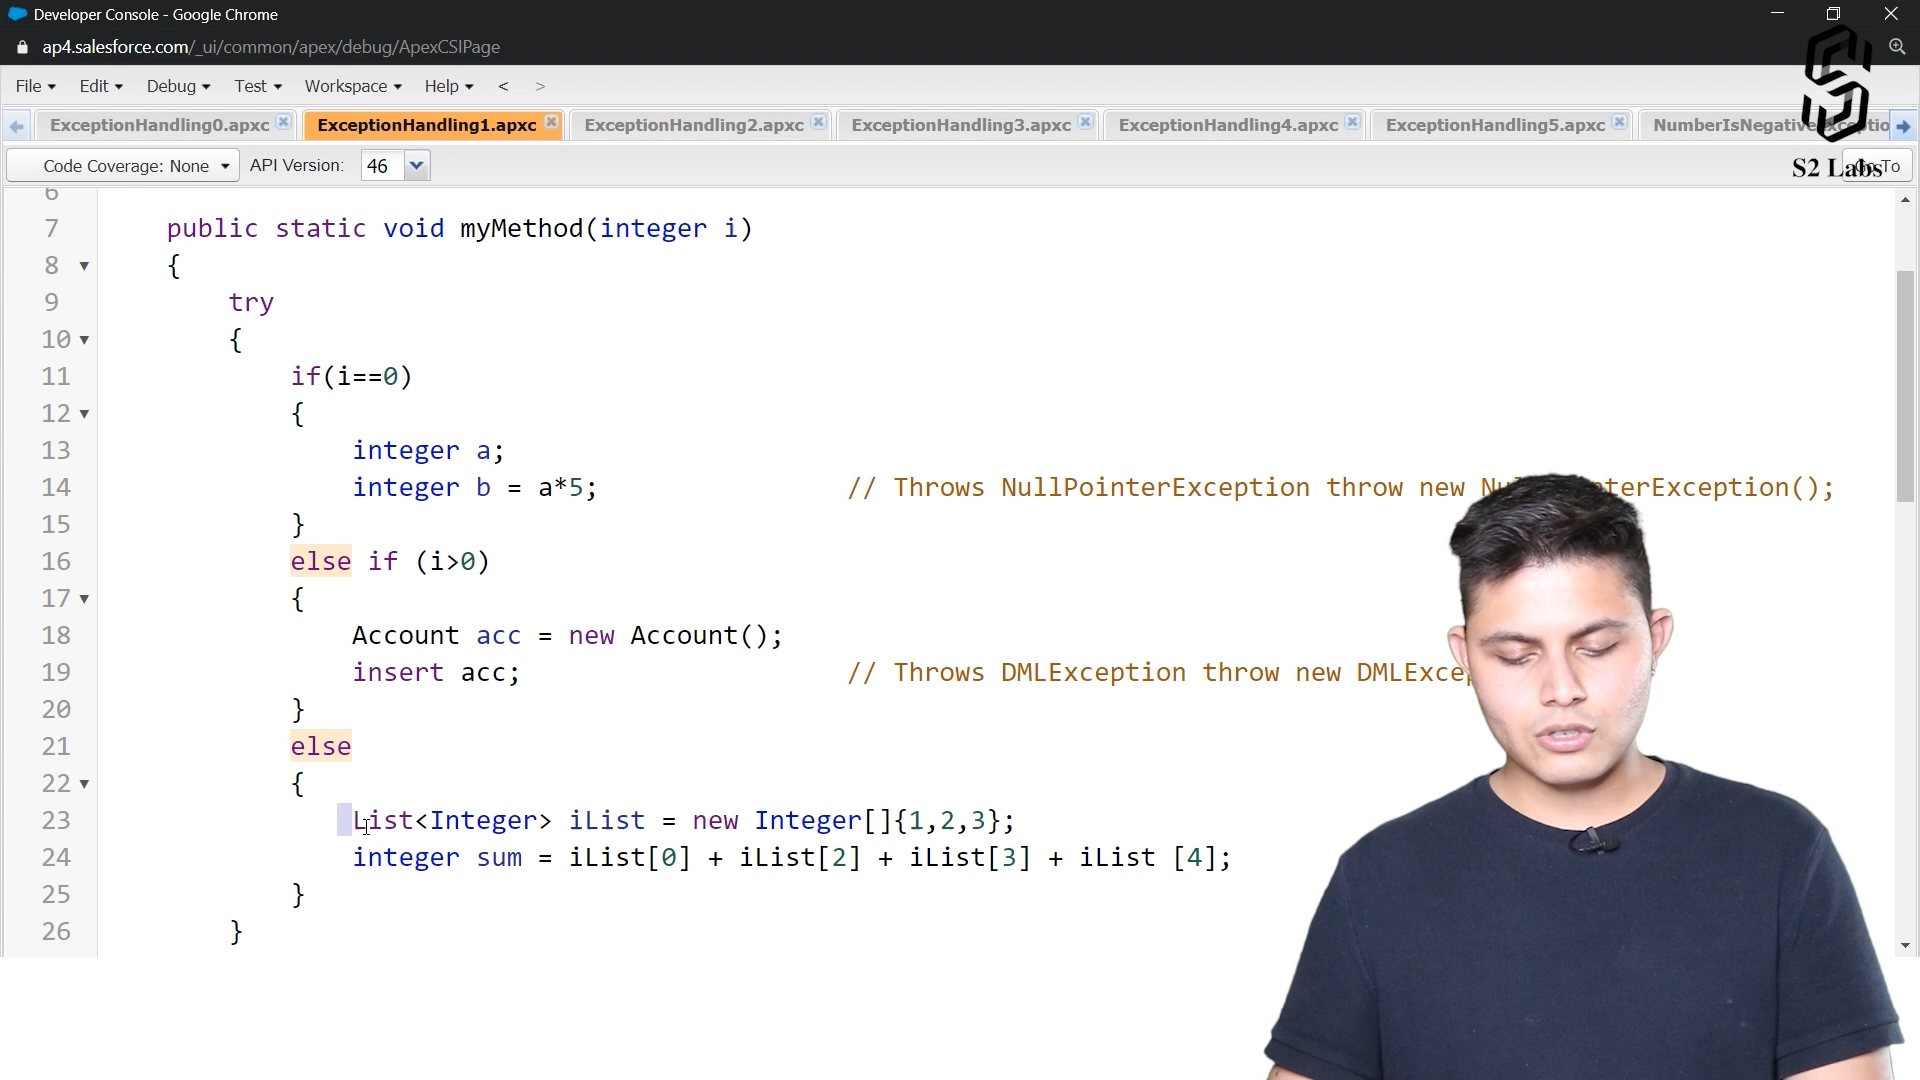 Developer Console - Google Chrome
ap4.salesforce.com/_ui/common/apex/debug/ApexCSIPage
File Edit Debug Test Workspace Help < >
ExceptionHandling0.apxc ExceptionHandling1.apxc ExceptionHandling2.apxc ExceptionHandling3.apxc ExceptionHandling4.apxc ExceptionHandling5.apxc
Code Coverage: None API Version: 46 To
S2 Labs
6
7 public static void myMethod(integer i)
8 {
9 try
10 {
11 if(i==0)
12 {
13 integer a;
14 integer b = a*5; // Throws NullPointerException throw new
15 }
16 else if (i>0)
17 {
18 Account acc = new Account();
19 insert acc; // Throws DMLException throw new
20 }
21 else
22 {
23 List<Integer> iList = new Integer[]{1,2,3};
24 integer sum = iList[0] + iList[2] + iList[3] + iList [4];
25 }
26 }